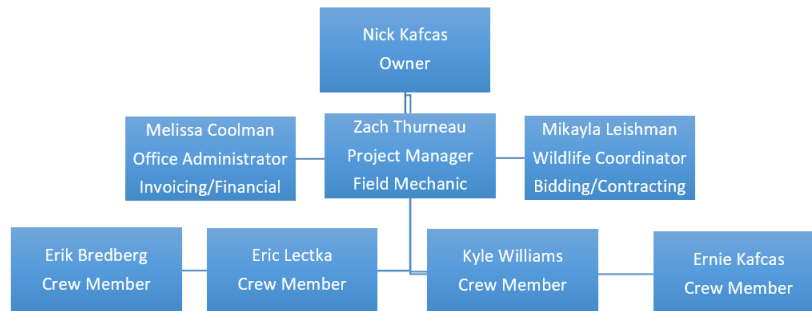 Nick Kafcas
Owner
Melissa Coolman
Office Administrator
Invoicing/Financial
Zach Thurneau
Project Manager
Field Mechanic
Mikayla Leishman
Wildlife Coordinator
Bidding/Contracting
Erik Bredberg
Crew Member
Eric Lectka
Crew Member
Kyle Williams
Crew Member
Ernie Kafcas
Crew Member